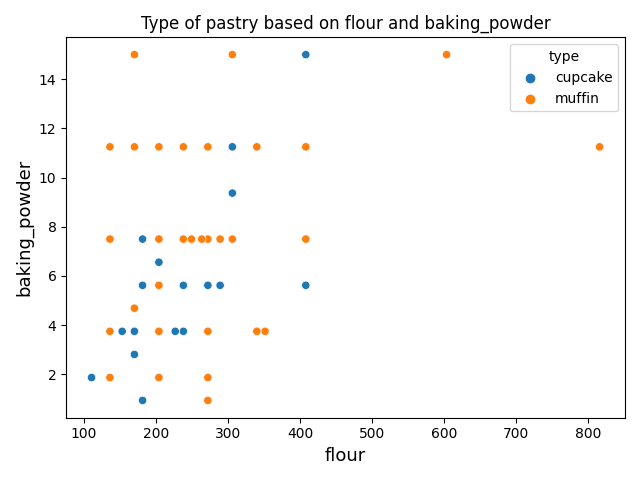 Type of pastry based on flour and baking_powder
type
cupcake
muffin
14
12
10
8
6
4
2
baking_powder
100 200 300 400 500 600 700 800
flour